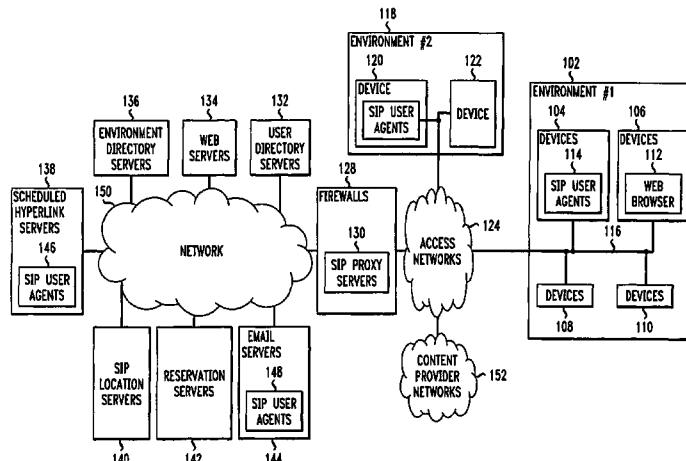 118
ENVIRONMENT #2
120
122
DEVICE
SIP USER
AGENTS
DEVICE
102
ENVIRONMENT #1
104
106
DEVICES
114
SIP USER
AGENTS
DEVICES
112
WEB
BROWSER
116
DEVICES
108
DEVICES
110
136
134
132
ENVIRONMENT
DIRECTORY
SERVERS
WEB
SERVERS
USER
DIRECTORY
SERVERS
138
SCHEDULED
HYPERLINK
SERVERS
146
SIP USER
AGENTS
150
NETWORK
128
FIREWALLS
130
SIP PROXY
SERVERS
124
ACCESS
NETWORKS
CONTENT
PROVIDER
NETWORKS
152
SIP
LOCATION
SERVERS
140
RESERVATION
SERVERS
142
EMAIL
SERVERS
148
SIP USER
AGENTS
144